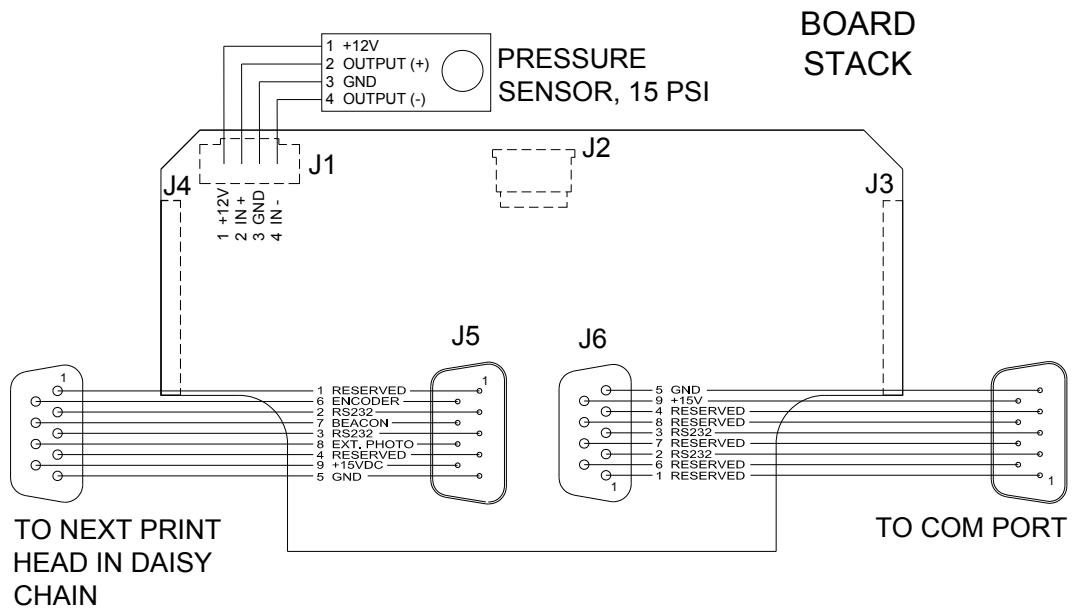 BOARD
STACK
1 +12V
2 OUTPUT (+)
3 GND
4 OUTPUT (-)
PRESSURE
SENSOR, 15 PSI
J1
J2
J4
J3
1 +12V
2 IN +
3 GND
4 IN -
J5
J6
1
1 RESERVED
6 ENCODER
2 RS232
7 BEACON
3 RS232
8 EXT. PHOTO
4 RESERVED
9 +15VDC
5 GND
1
5 GND
9 +15V
4 RESERVED
8 RESERVED
3 RS232
7 RESERVED
2 RS232
6 RESERVED
1 RESERVED
1
1
TO NEXT PRINT
HEAD IN DAISY
CHAIN
TO COM PORT